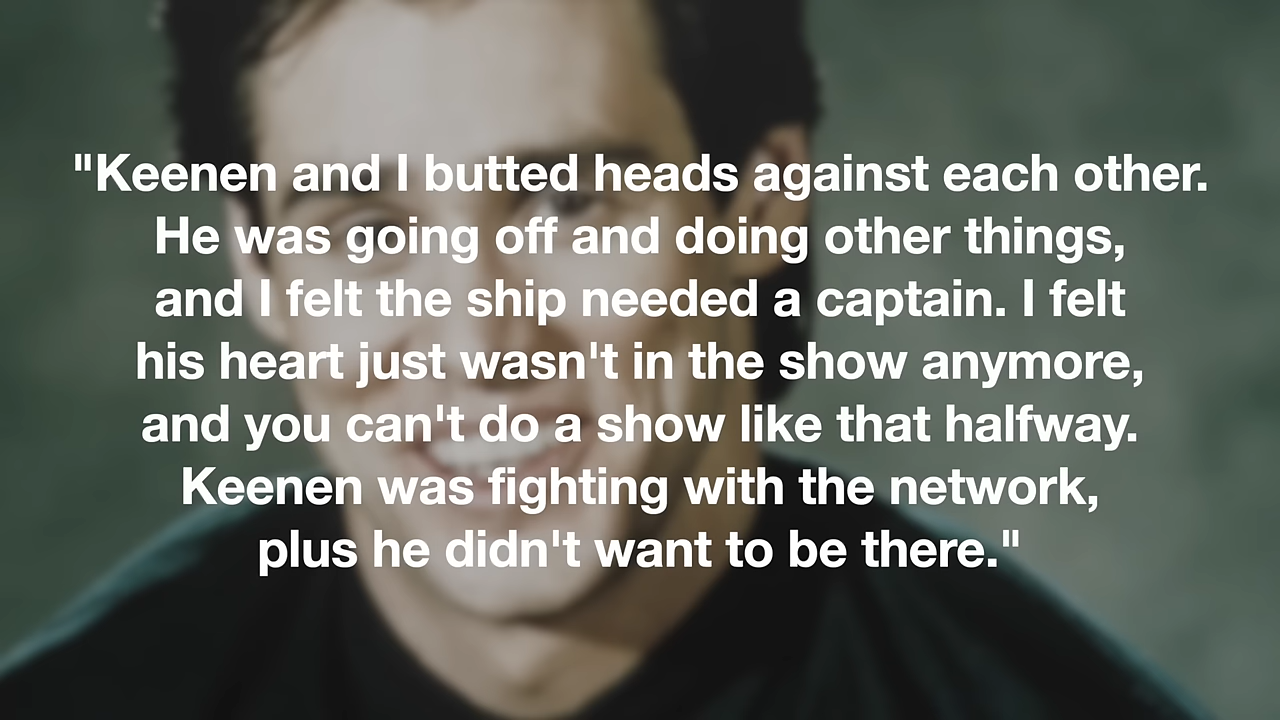 "Keenen and I butted heads against each other.
He was going off and doing other things,
and I felt the ship needed a captain. I felt
his heart just wasn't in the show anymore,
and you can't do a show like that halfway.
Keenen was fighting with the network,
plus he didn't want to be there."